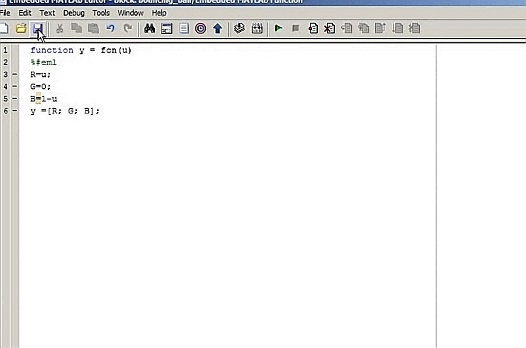 Embedded MATLAB Editor - Block: bouncing_ball/Embedded MATLAB Function
File Edit Text Debug Tools Window Help
1 function y = fcn(u)
2 %#eml
3 - R=u;
4 - G=0;
5 - B=1-u
6 - y =[R; G; B];